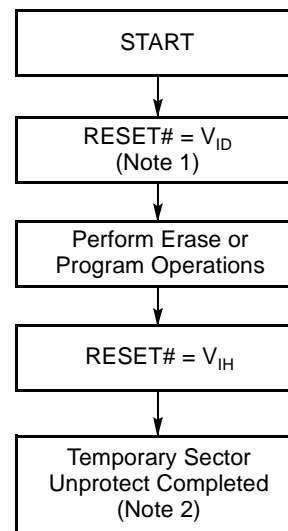 START
RESET# = VID
(Note 1)
Perform Erase or
Program Operations
RESET# = VIH
Temporary Sector
Unprotect Completed
(Note 2)